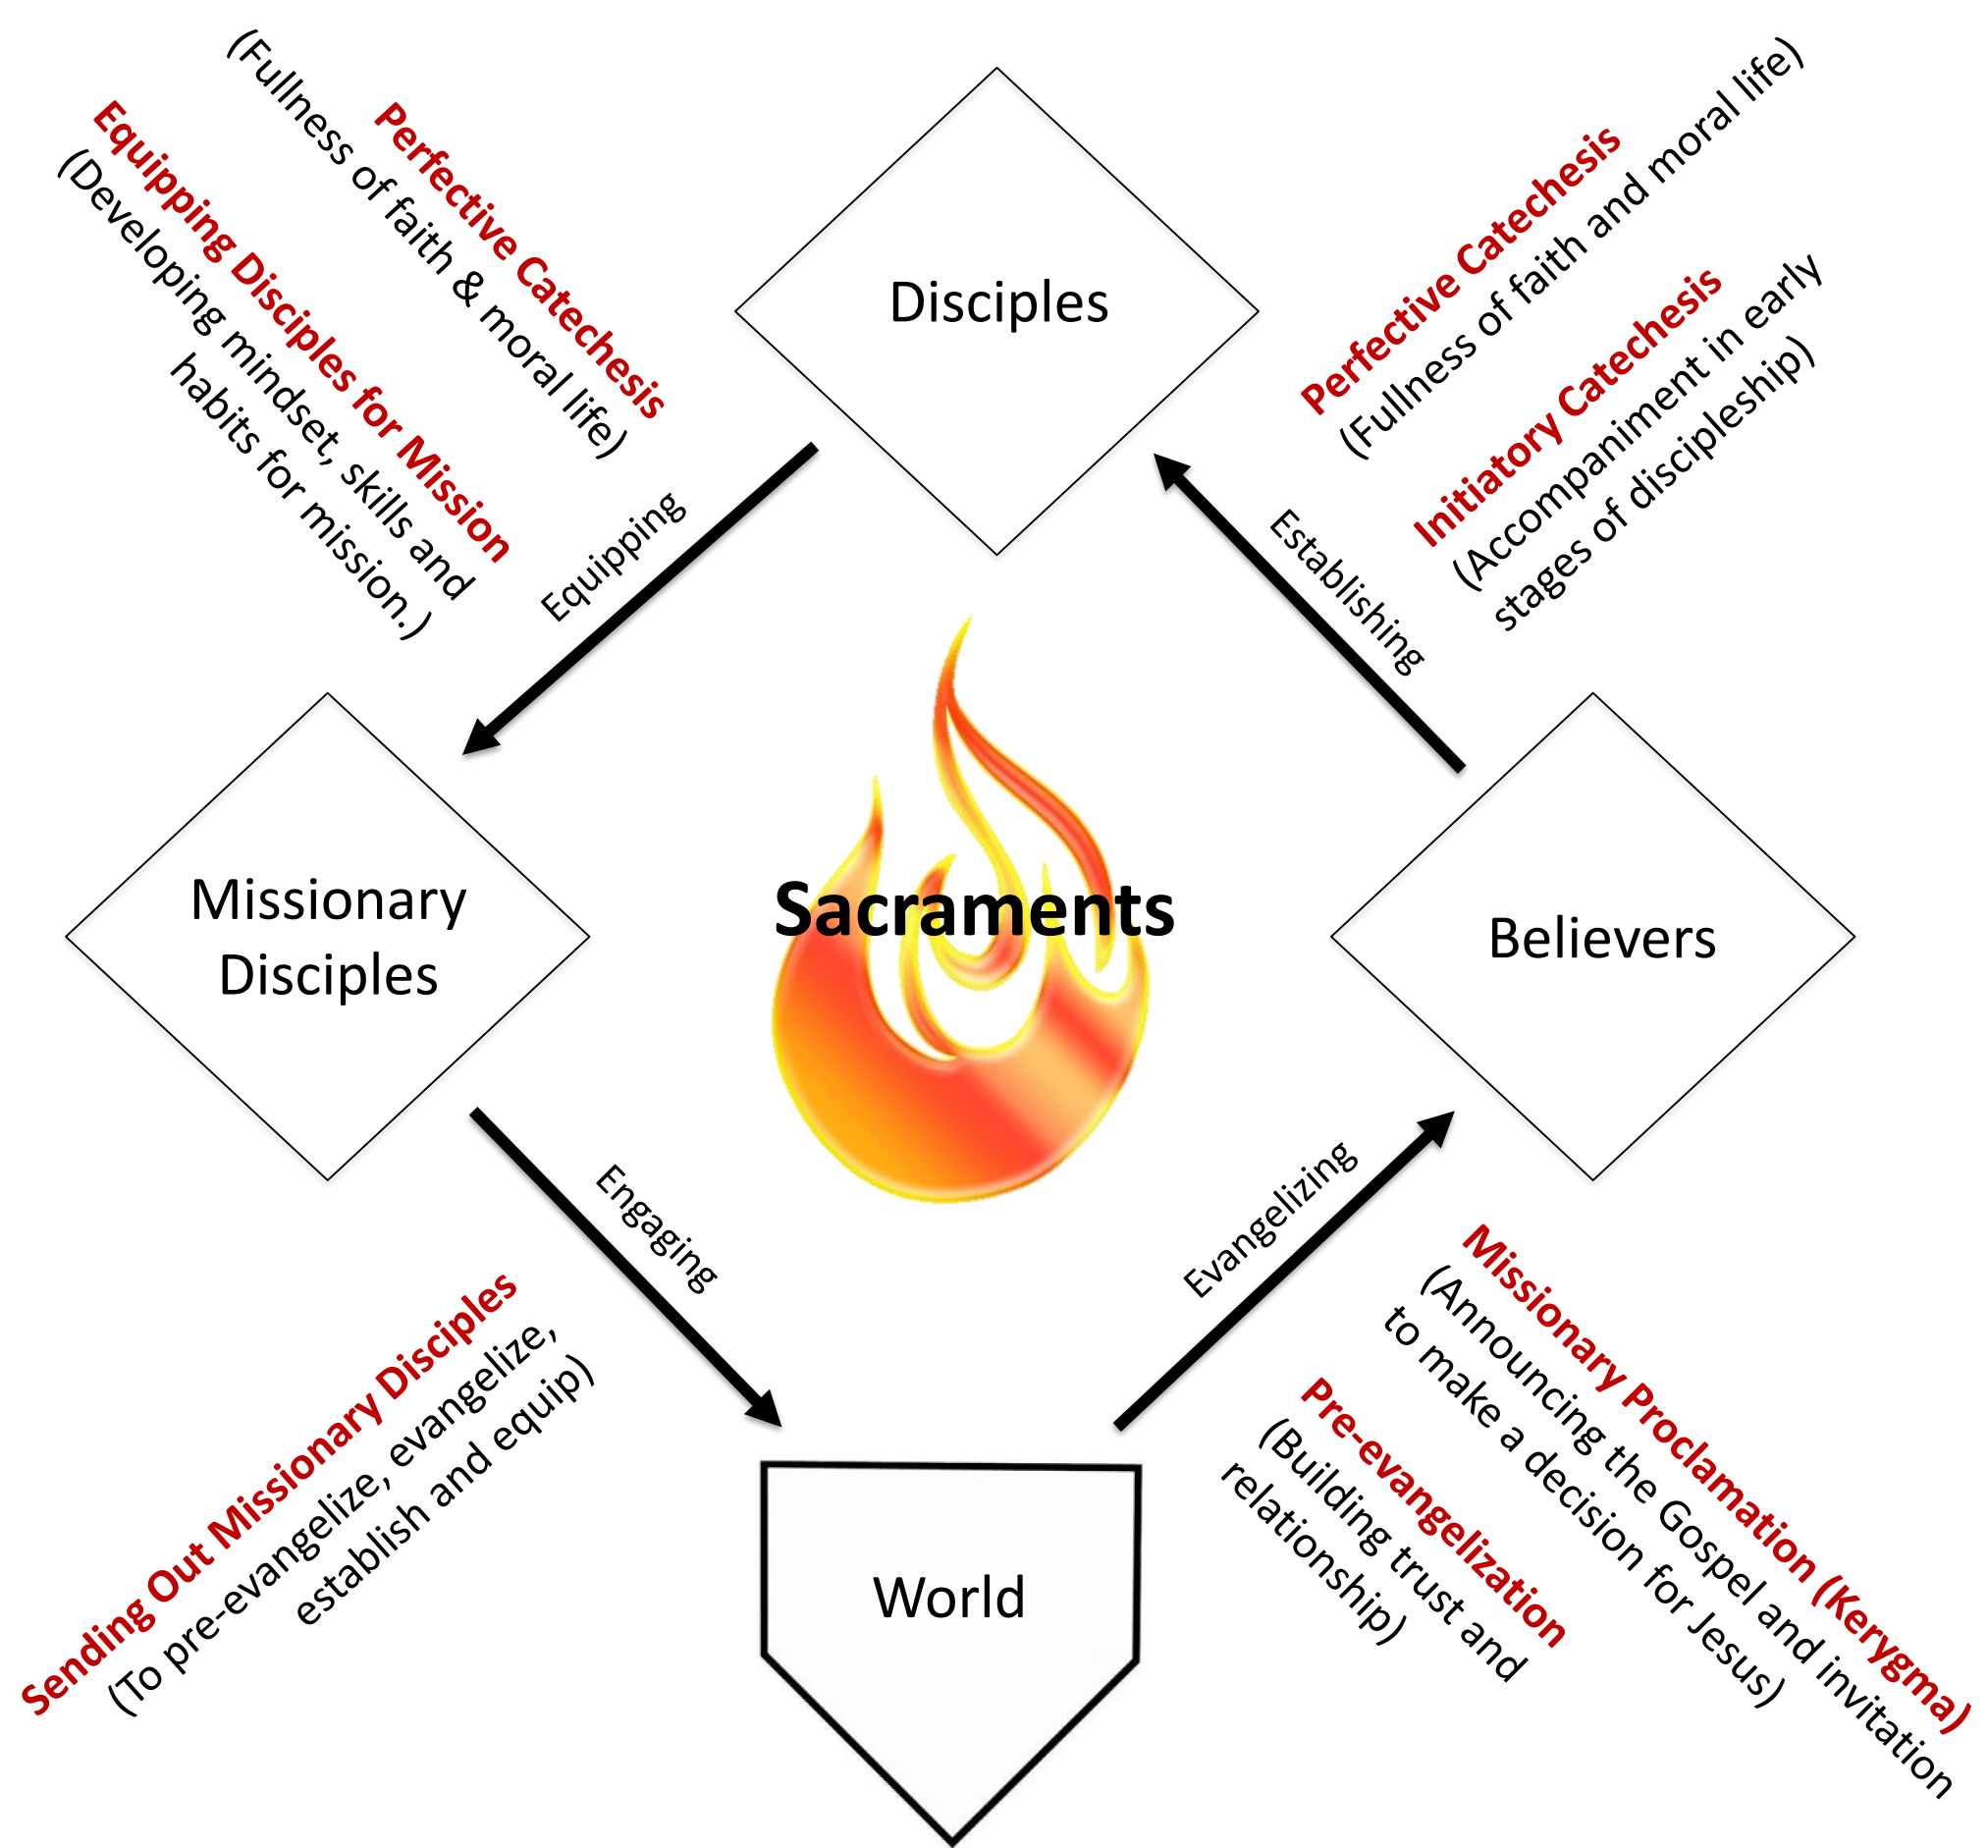 (Fullness of faith & moral life)
Perfective Catechesis
Equipping Disciples for Mission
(Developing mindset, skills and
habits for mission.)
Disciples
Perfective Catechesis
(Fullness of faith and moral life)
Initiatory Catechesis
(Accompaniment in early
stages of discipleship)
Equipping
Establishing
Missionary
Disciples
Sacraments
Believers
Engaging
Evangelizing
Sending Out Missionary Disciples
(To pre-evangelize, evangelize,
establish and equip)
World
Missionary Proclamation (Kerygma)
(Announcing the Gospel and invitation
to make a decision for Jesus)
Pre-evangelization
(Building trust and
relationship)